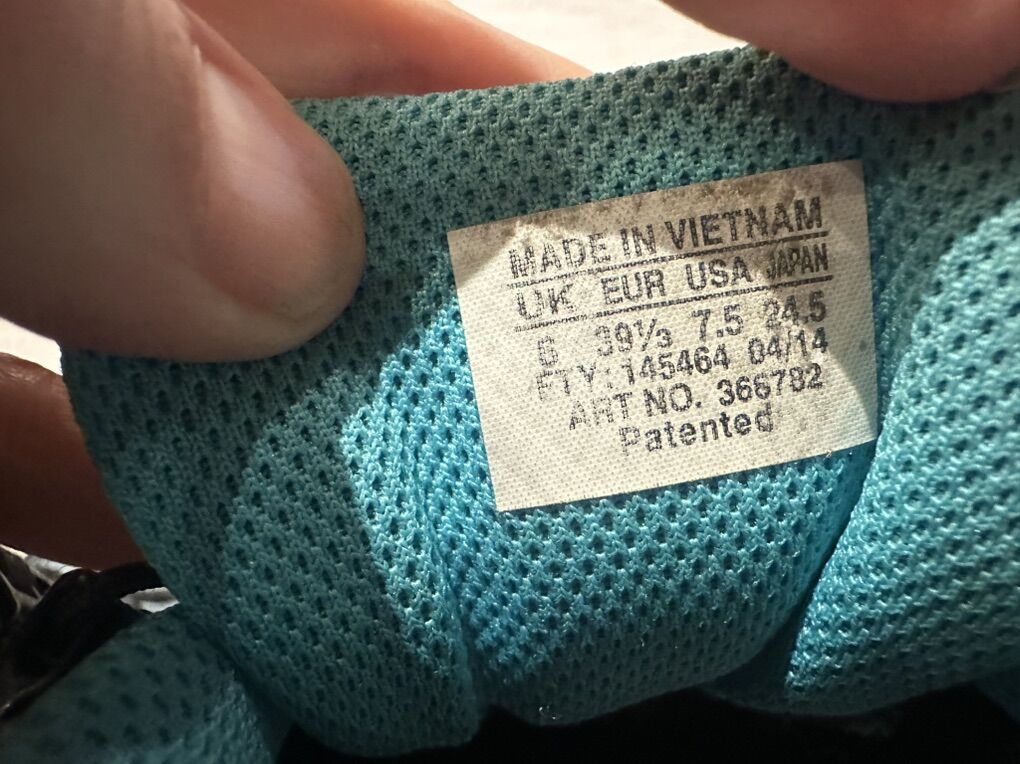 MADE IN VIETNAM
UK EUR USA JAPAN
6 39⅓ 7.5 24.5
FTY: 145464 04/14
ART NO. 366782
Patented